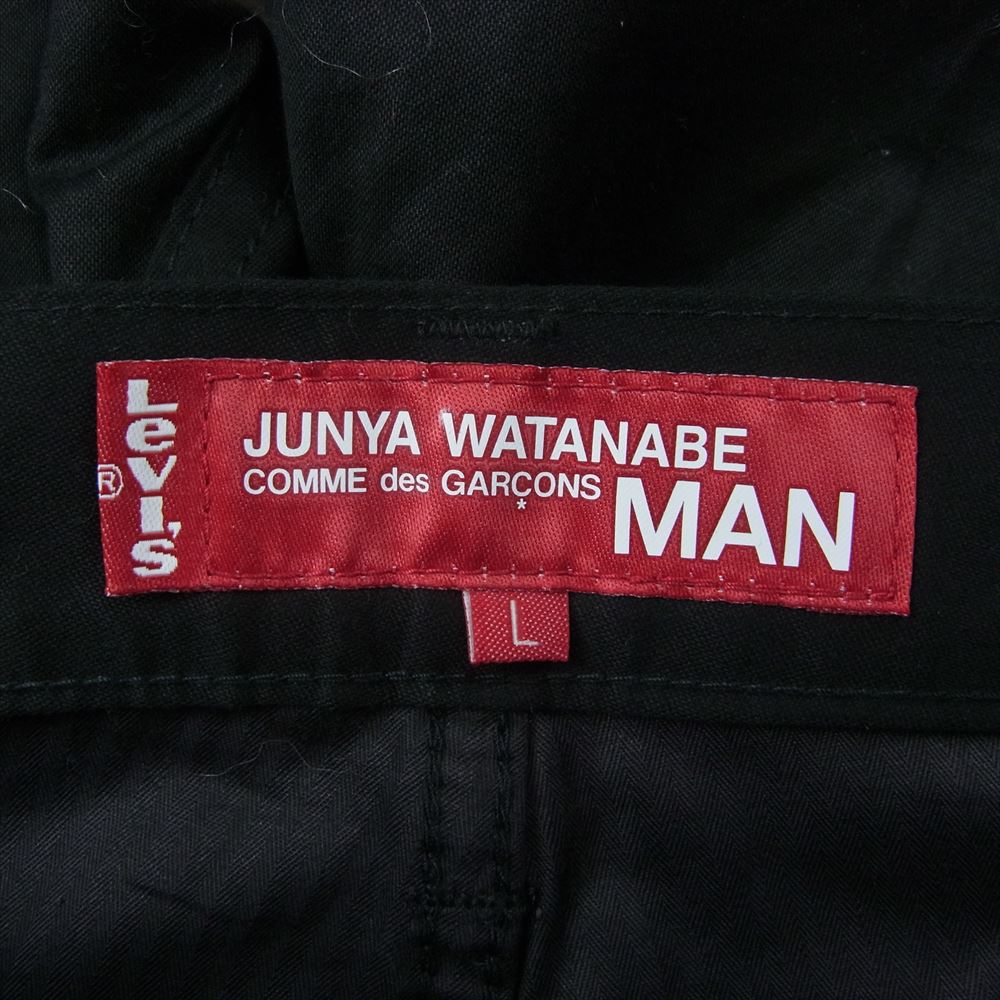 Levi's
®
JUNYA WATANABE
COMME des GARÇONS
*
MAN
L